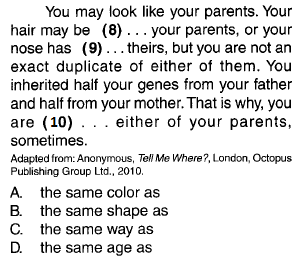 You may look like your parents. Your
hair may be (8) . . . your parents, or your
nose has (9) . . . theirs, but you are not an
exact duplicate of either of them. You
inherited half your genes from your father
and half from your mother. That is why, you
are (10) . . . either of your parents,
sometimes.
Adapted from: Anonymous, Tell Me Where?, London, Octopus
Publishing Group Ltd., 2010.
A. the same color as
B. the same shape as
C. the same way as
D. the same age as